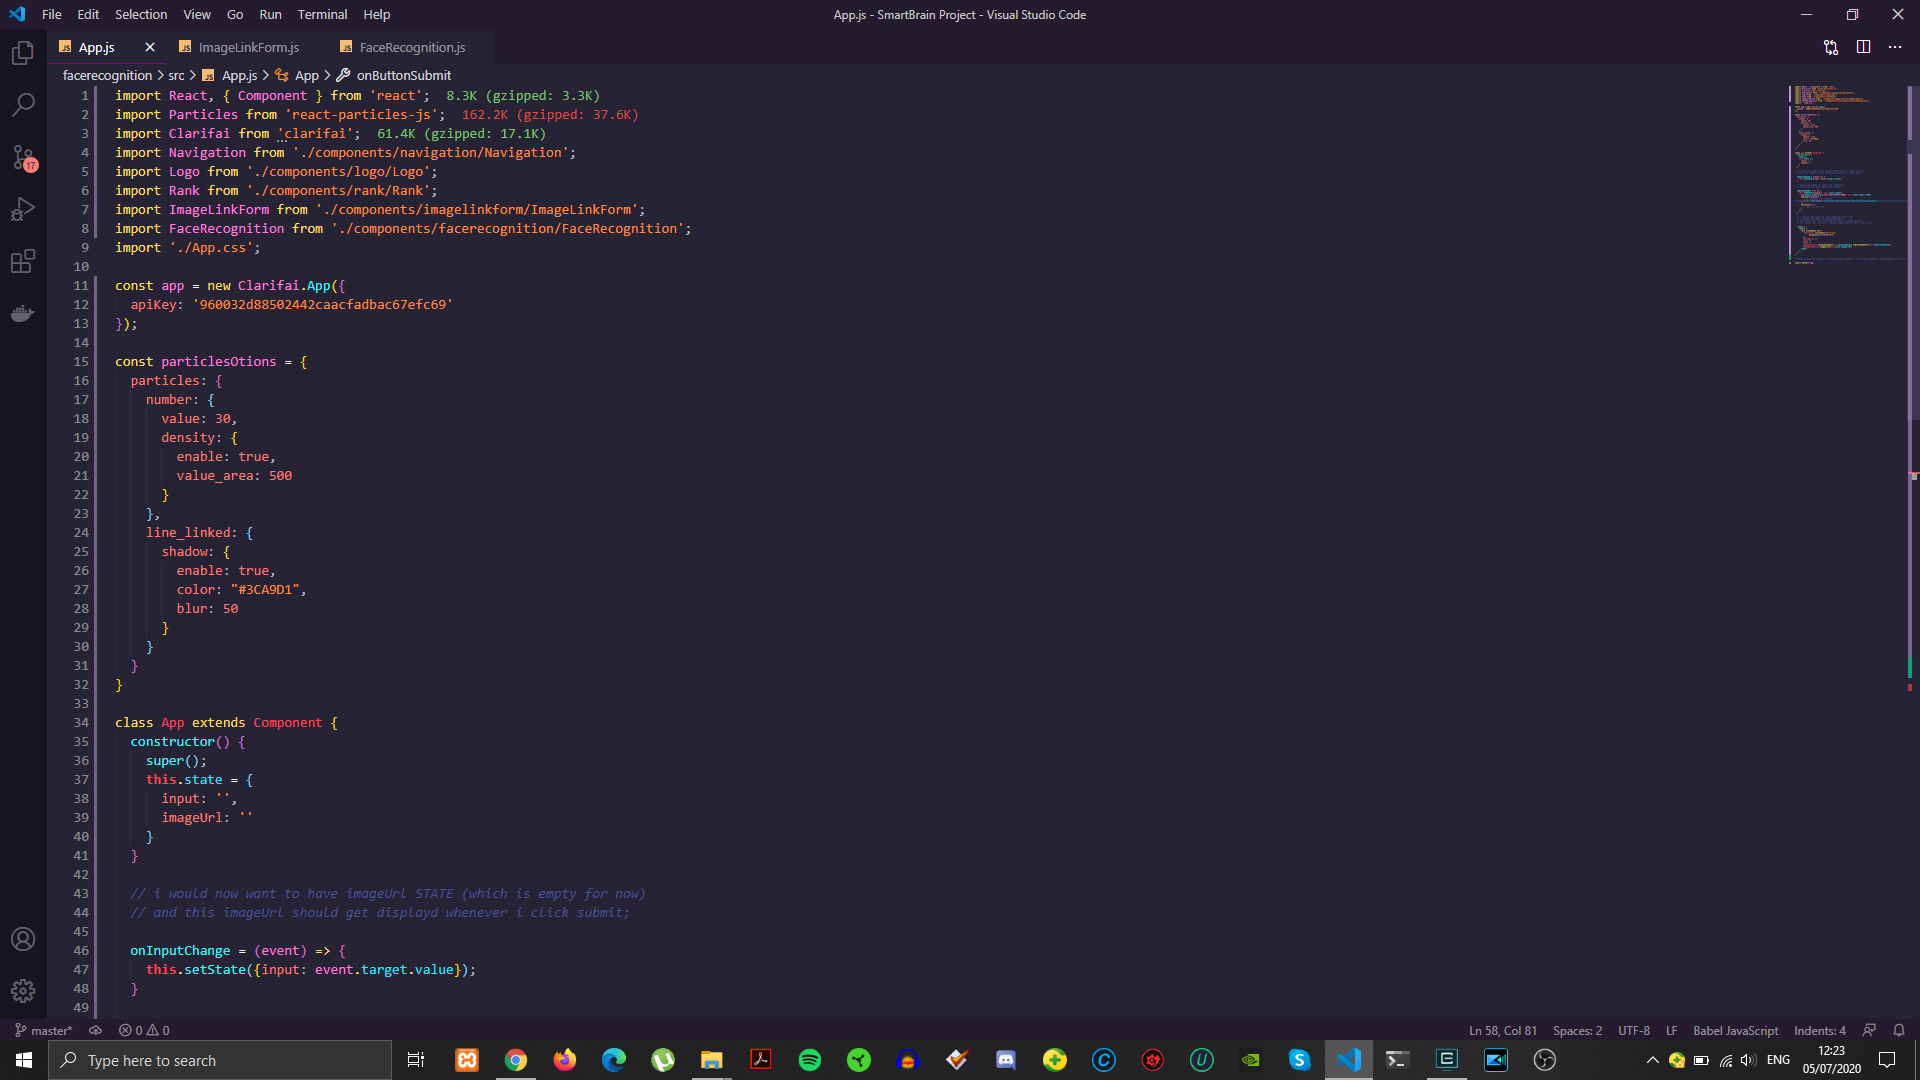 File Edit Selection View Go Run Terminal Help
App.js - SmartBrain Project - Visual Studio Code
JS App.js JS ImageLinkForm.js JS FaceRecognition.js
facerecognition > src > JS App.js > App > onButtonSubmit
1 import React, { Component } from 'react'; 8.3K (gzipped: 3.3K)
2 import Particles from 'react-particles-js'; 162.2K (gzipped: 37.6K)
3 import Clarifai from 'clarifai'; 61.4K (gzipped: 17.1K)
4 import Navigation from './components/navigation/Navigation';
5 import Logo from './components/logo/Logo';
6 import Rank from './components/rank/Rank';
7 import ImageLinkForm from './components/imagelinkform/ImageLinkForm';
8 import FaceRecognition from './components/facerecognition/FaceRecognition';
9 import './App.css';
10
11 const app = new Clarifai.App({
12 apiKey: '960032d88502442caacfadbac67efc69'
13 });
14
15 const particlesOtions = {
16 particles: {
17 number: {
18 value: 30,
19 density: {
20 enable: true,
21 value_area: 500
22 }
23 },
24 line_linked: {
25 shadow: {
26 enable: true,
27 color: "#3CA9D1",
28 blur: 50
29 }
30 }
31 }
32 }
33
34 class App extends Component {
35 constructor() {
36 super();
37 this.state = {
38 input: '',
39 imageUrl: ''
40 }
41 }
42
43 // i would now want to have imageUrl STATE (which is empty for now)
44 // and this imageUrl should get displayd whenever i click submit;
45
46 onInputChange = (event) => {
47 this.setState({input: event.target.value});
48 }
49
17
master* 0 0
Ln 58, Col 81 Spaces: 2 UTF-8 LF Babel JavaScript Indents: 4
Type here to search
ENG
12:23
05/07/2020